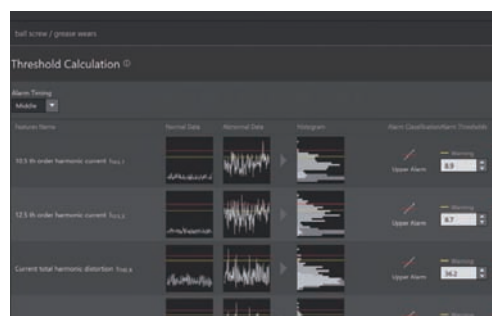 ball screw / grease wears
Threshold Calculation
Alarm Timing
Middle
Features Name Normal Data Abnormal Data Histogram Alarm Classification Alarm Thresholds
10.5 th order harmonic current
Upper Alarm
Warning
8.9
12.5 th order harmonic current
Upper Alarm
Warning
8.7
Current total harmonic distortion
Upper Alarm
Warning
36.2
Warning